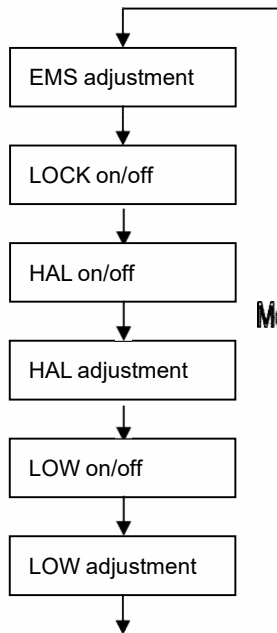 EMS adjustment
LOCK on/off
HAL on/off
HAL adjustment
LOW on/off
LOW adjustment